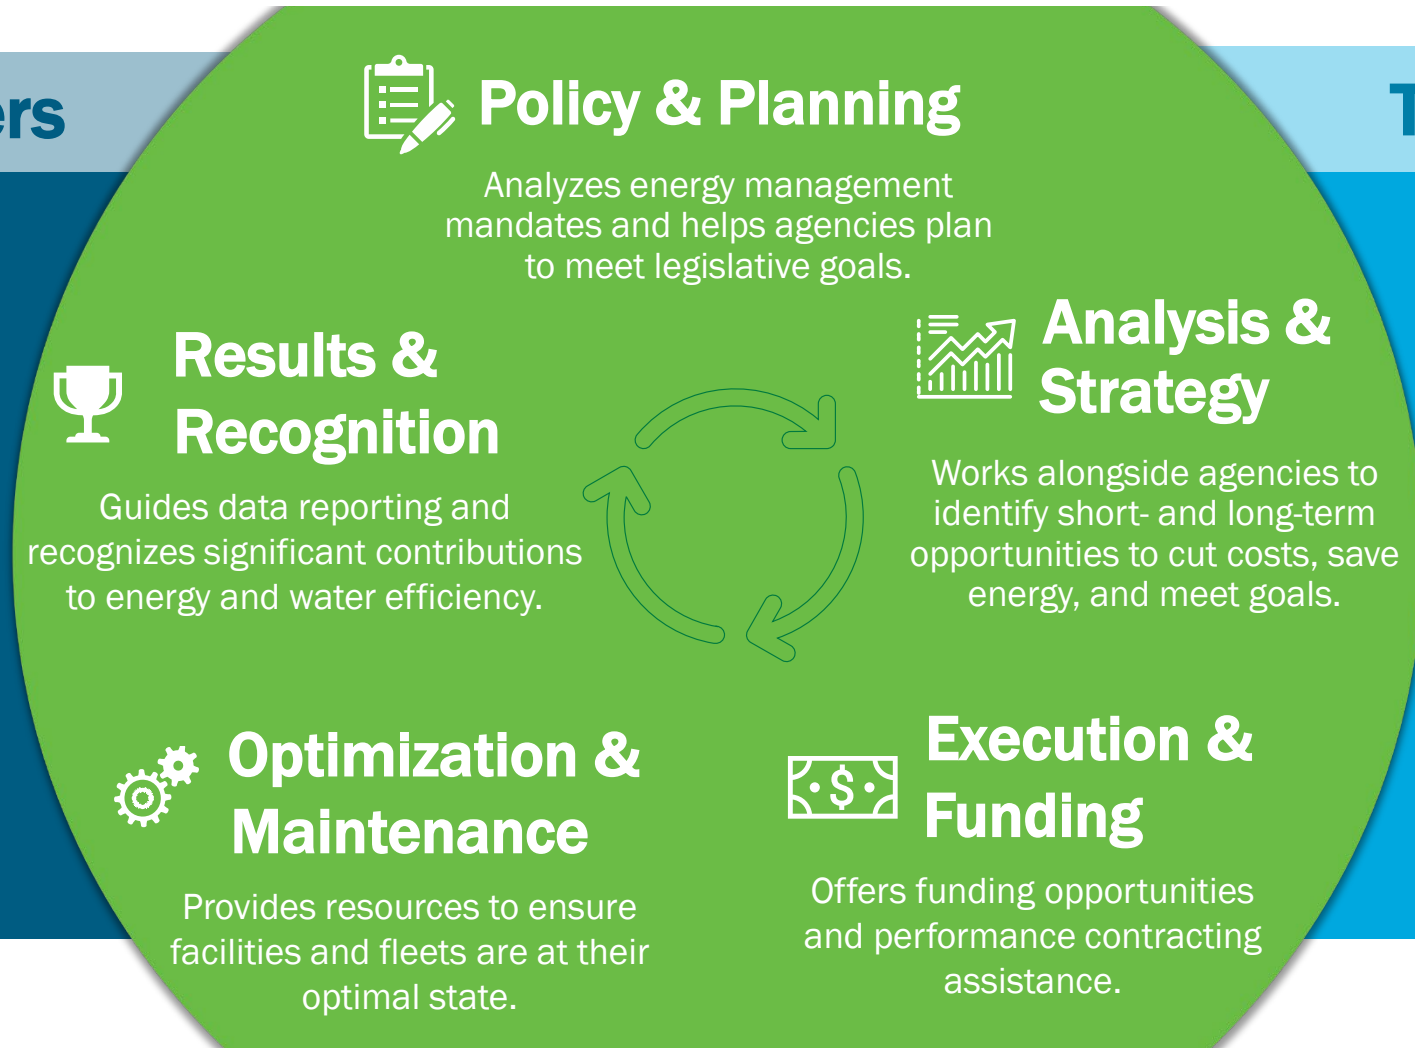 ers
T
Policy & Planning
Analyzes energy management
mandates and helps agencies plan
to meet legislative goals.
Analysis &
Strategy
Works alongside agencies to
identify short- and long-term
opportunities to cut costs, save
energy, and meet goals.
Execution &
Funding
Offers funding opportunities
and performance contracting
assistance.
Optimization &
Maintenance
Provides resources to ensure
facilities and fleets are at their
optimal state.
Results &
Recognition
Guides data reporting and
recognizes significant contributions
to energy and water efficiency.
$